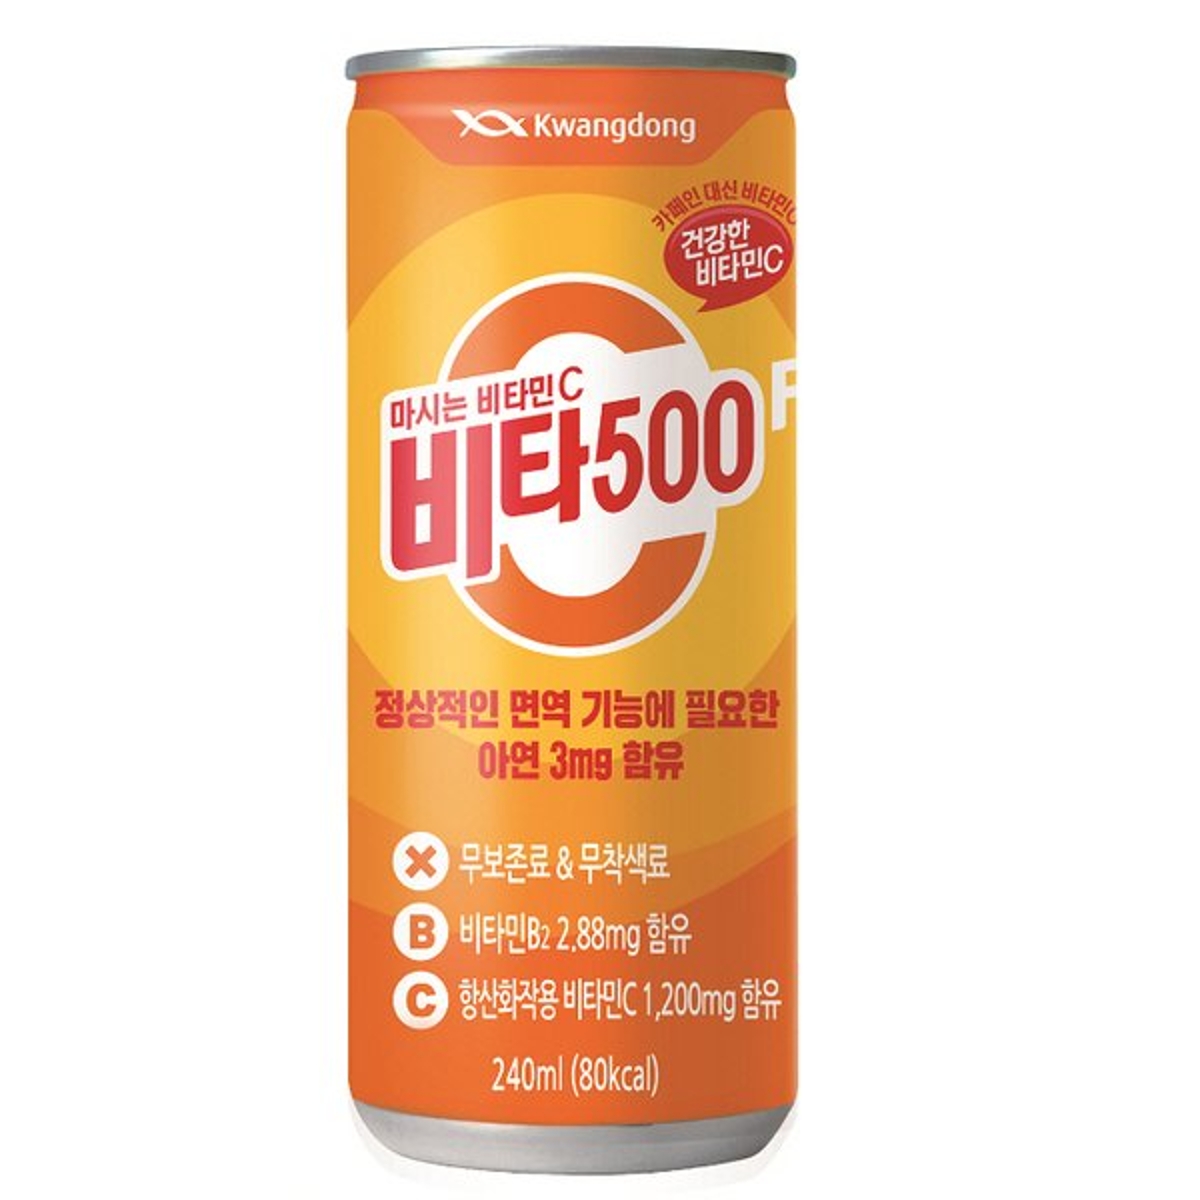 Kwangdong
카페인 대신 비타민C
건강한
비타민C
마시는 비타민C
비타500
F
정상적인 면역 기능에 필요한
아연 3mg 함유
무보존료 & 무착색료
B 비타민B2 2.88mg 함유
C 항산화작용 비타민C 1,200mg 함유
240ml (80kcal)